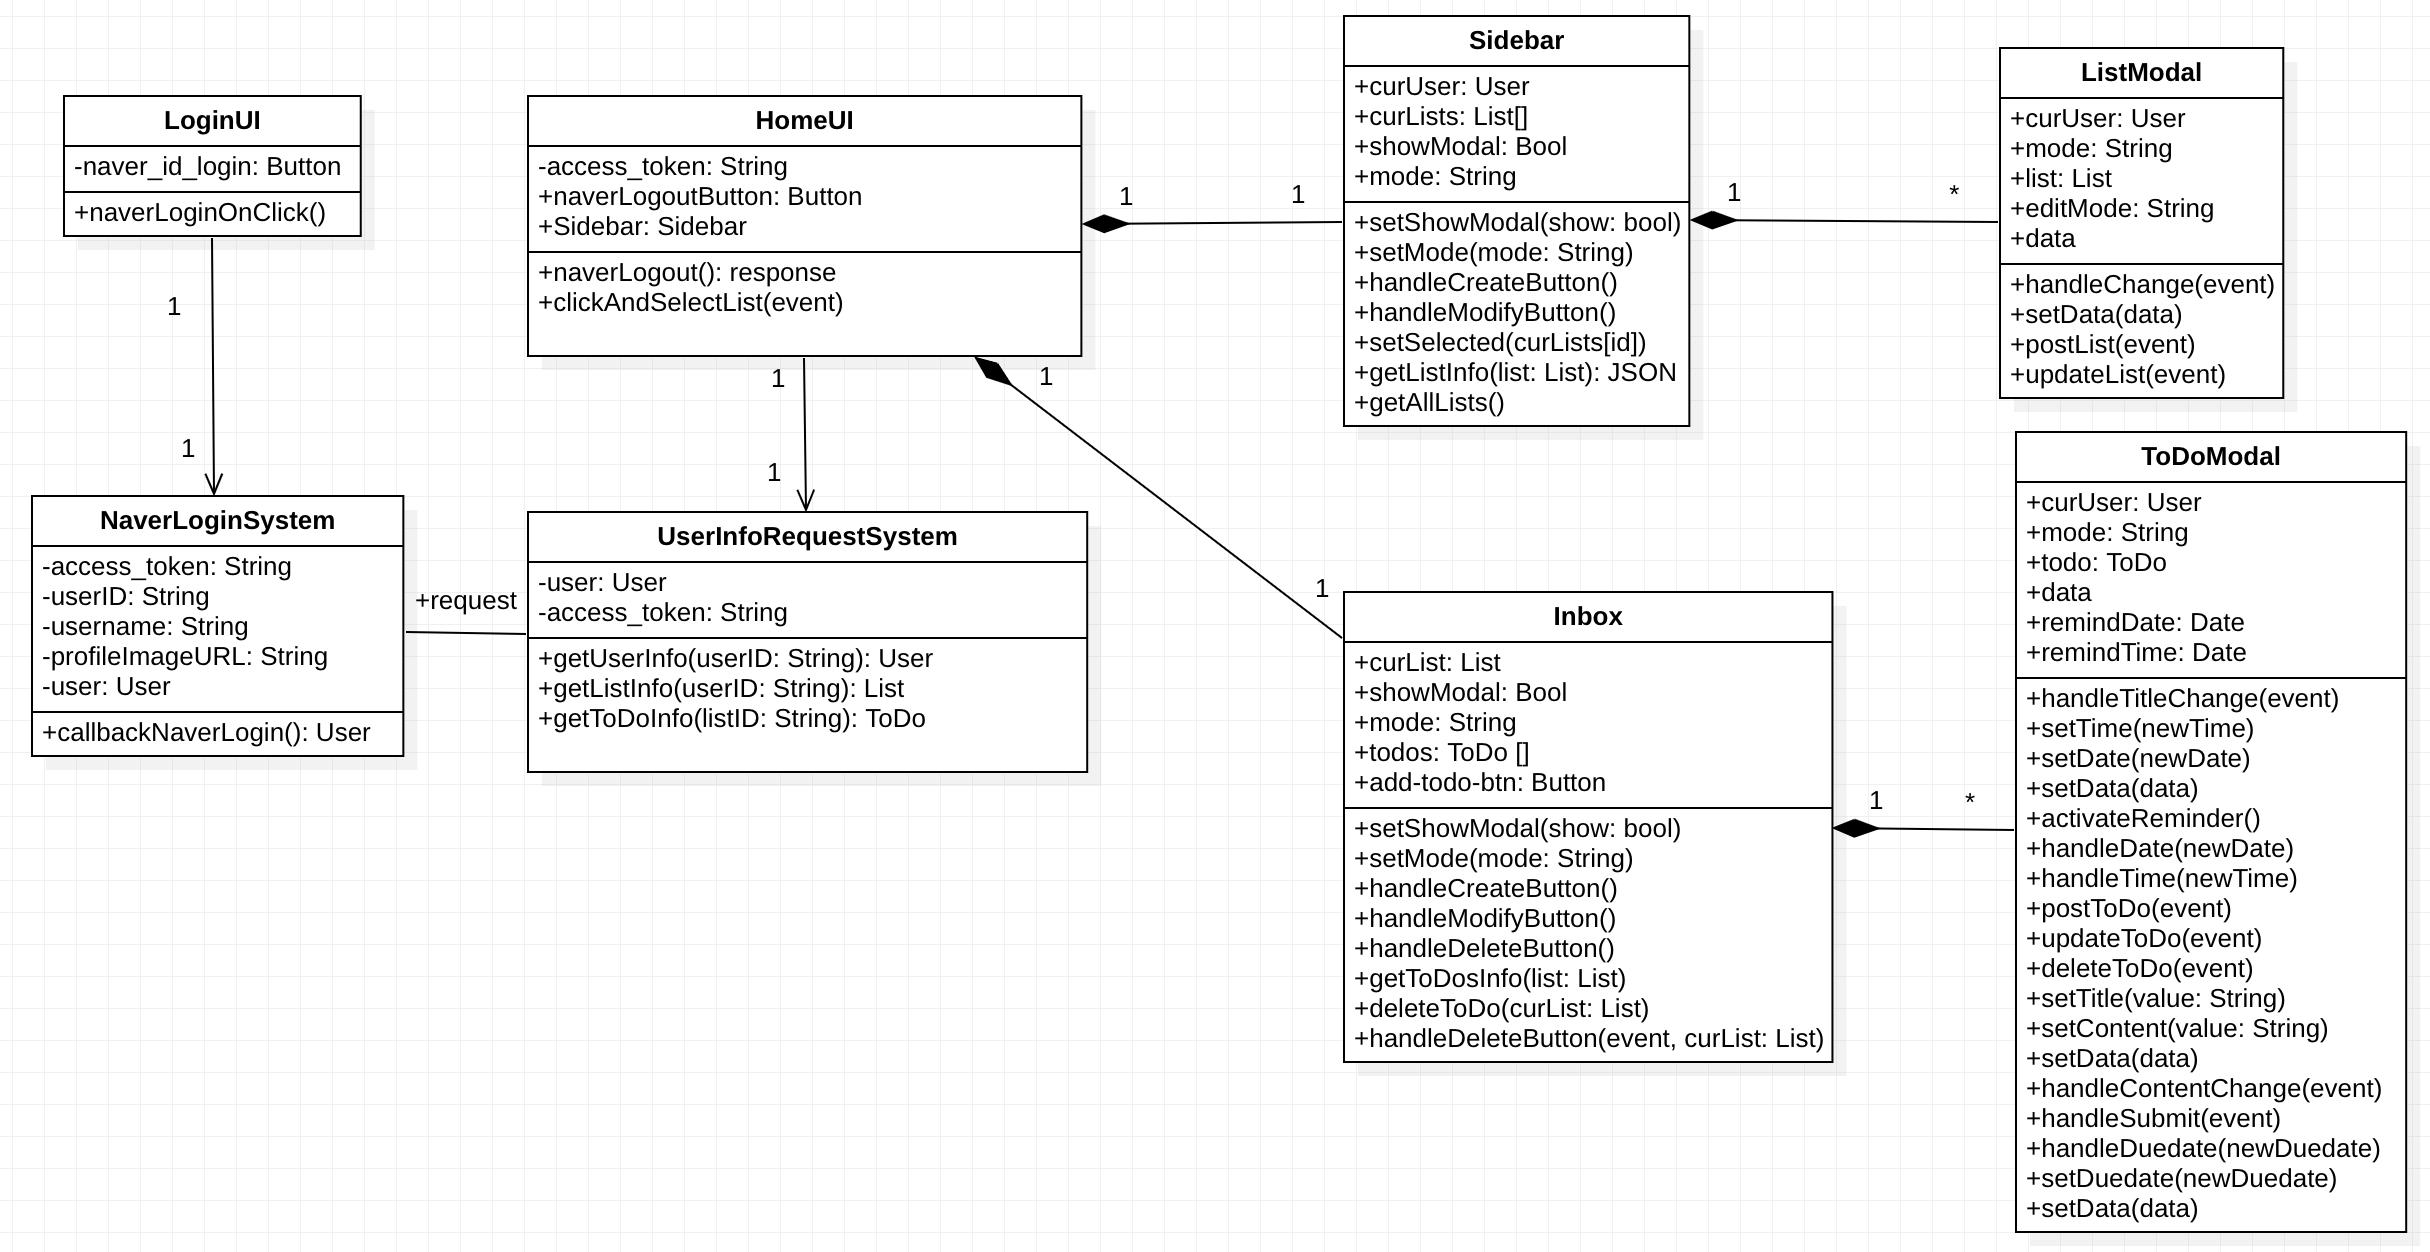 LoginUI
-naver_id_login: Button
+naverLoginOnClick()
1
1
NaverLoginSystem
-access_token: String
-userID: String
-username: String
-profileImageURL: String
-user: User
+callbackNaverLogin(): User
+request
HomeUI
-access_token: String
+naverLogoutButton: Button
+Sidebar: Sidebar
+naverLogout(): response
+clickAndSelectList(event)
1
1
1
1
1
1
UserInfoRequestSystem
-user: User
-access_token: String
+getUserInfo(userID: String): User
+getListInfo(userID: String): List
+getToDoInfo(listID: String): ToDo
Sidebar
+curUser: User
+curLists: List[]
+showModal: Bool
+mode: String
+setShowModal(show: bool)
+setMode(mode: String)
+handleCreateButton()
+handleModifyButton()
+setSelected(curLists[id])
+getListInfo(list: List): JSON
+getAllLists()
1
*
ListModal
+curUser: User
+mode: String
+list: List
+editMode: String
+data
+handleChange(event)
+setData(data)
+postList(event)
+updateList(event)
Inbox
+curList: List
+showModal: Bool
+mode: String
+todos: ToDo []
+add-todo-btn: Button
+setShowModal(show: bool)
+setMode(mode: String)
+handleCreateButton()
+handleModifyButton()
+handleDeleteButton()
+getToDosInfo(list: List)
+deleteToDo(curList: List)
+handleDeleteButton(event, curList: List)
1
*
ToDoModal
+curUser: User
+mode: String
+todo: ToDo
+data
+remindDate: Date
+remindTime: Date
+handleTitleChange(event)
+setTime(newTime)
+setDate(newDate)
+setData(data)
+activateReminder()
+handleDate(newDate)
+handleTime(newTime)
+postToDo(event)
+updateToDo(event)
+deleteToDo(event)
+setTitle(value: String)
+setContent(value: String)
+setData(data)
+handleContentChange(event)
+handleSubmit(event)
+handleDuedate(newDuedate)
+setDuedate(newDuedate)
+setData(data)